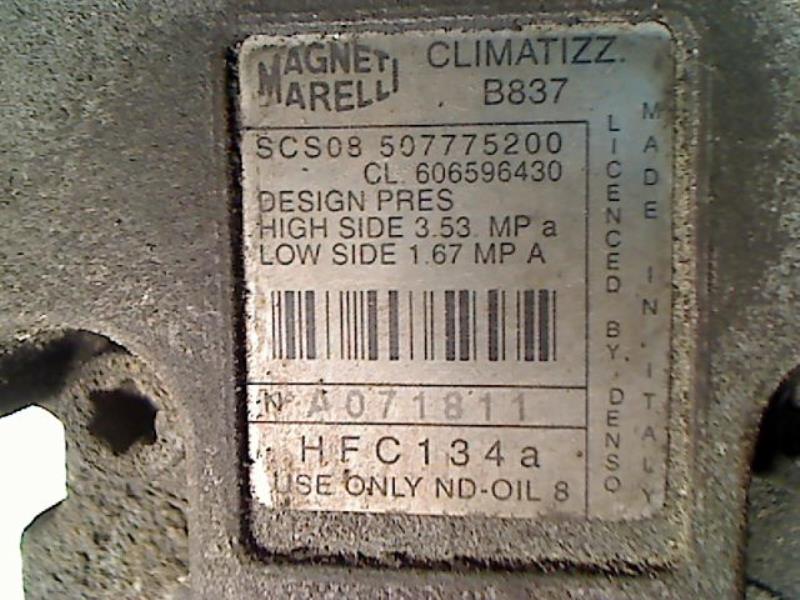 MAGNETI
MARELLI
CLIMATIZZ.
B837
SCS08 507775200
CL. 606596430
DESIGN PRES
HIGH SIDE 3.53 MP a
LOW SIDE 1.67 MP A
N° A071811
HFC134a
USE ONLY ND-OIL 8
LICENCED BY DENSO
MADE IN ITALY